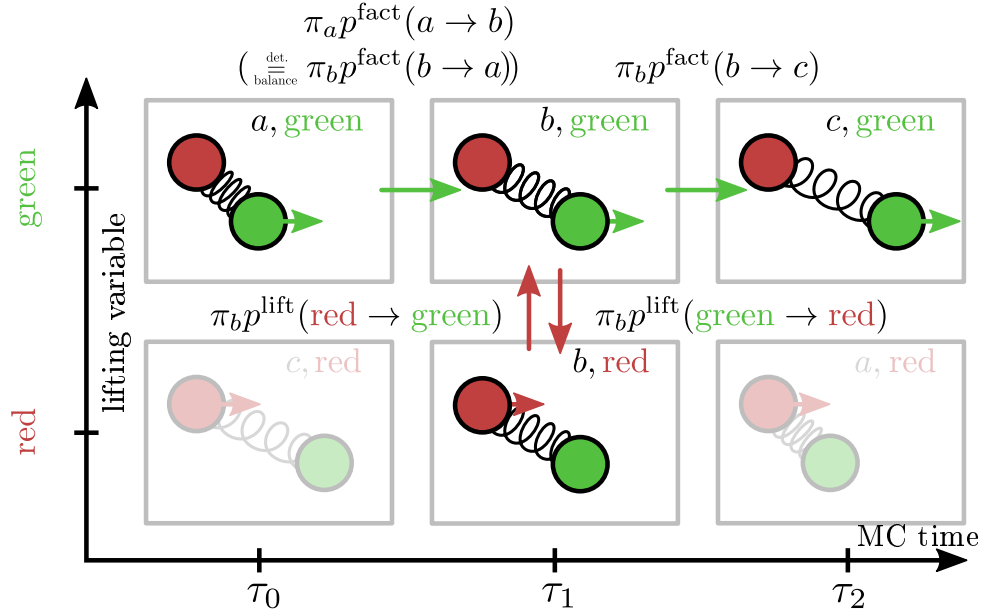 π_a p^fact(a → b)
( det. balance = π_b p^fact(b → a))
π_b p^fact(b → c)
a, green
b, green
c, green
green
lifting variable
π_b p^lift(red → green)
π_b p^lift(green → red)
c, red
b, red
a, red
red
MC time
τ_0
τ_1
τ_2